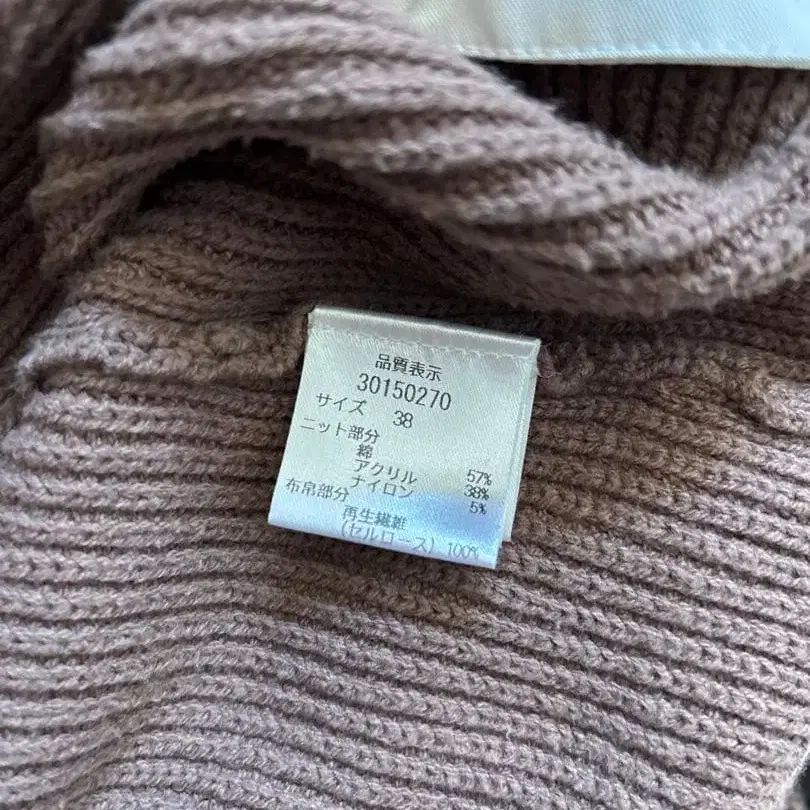 品質表示
30150270
サイズ 38
ニット部分
綿 57%
アクリル 38%
ナイロン 5%
布帛部分
再生繊維
(セルロース) 100%